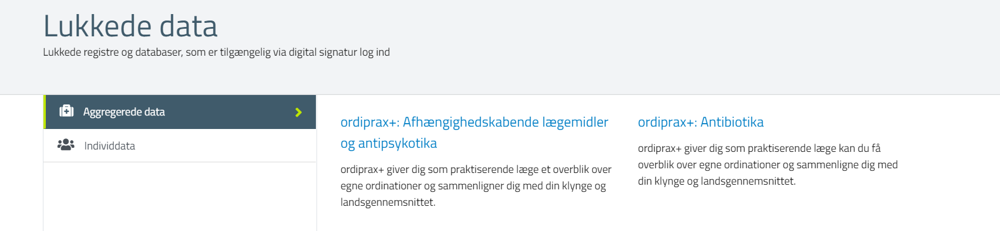 Lukkede data
Lukkede registre og databaser, som er tilgængelig via digital signatur log ind
Aggregerede data
Individdata
ordiprax+: Afhængighedskabende lægemidler
og antipsykotika
ordiprax+ giver dig som praktiserende læge et overblik over
egne ordinationer og sammenligner dig med din klynge og
landsgennemsnittet.
ordiprax+: Antibiotika
ordiprax+ giver dig som praktiserende læge kan du få
overblik over egne ordinationer og sammenligne dig med
din klynge og landsgennemsnittet.